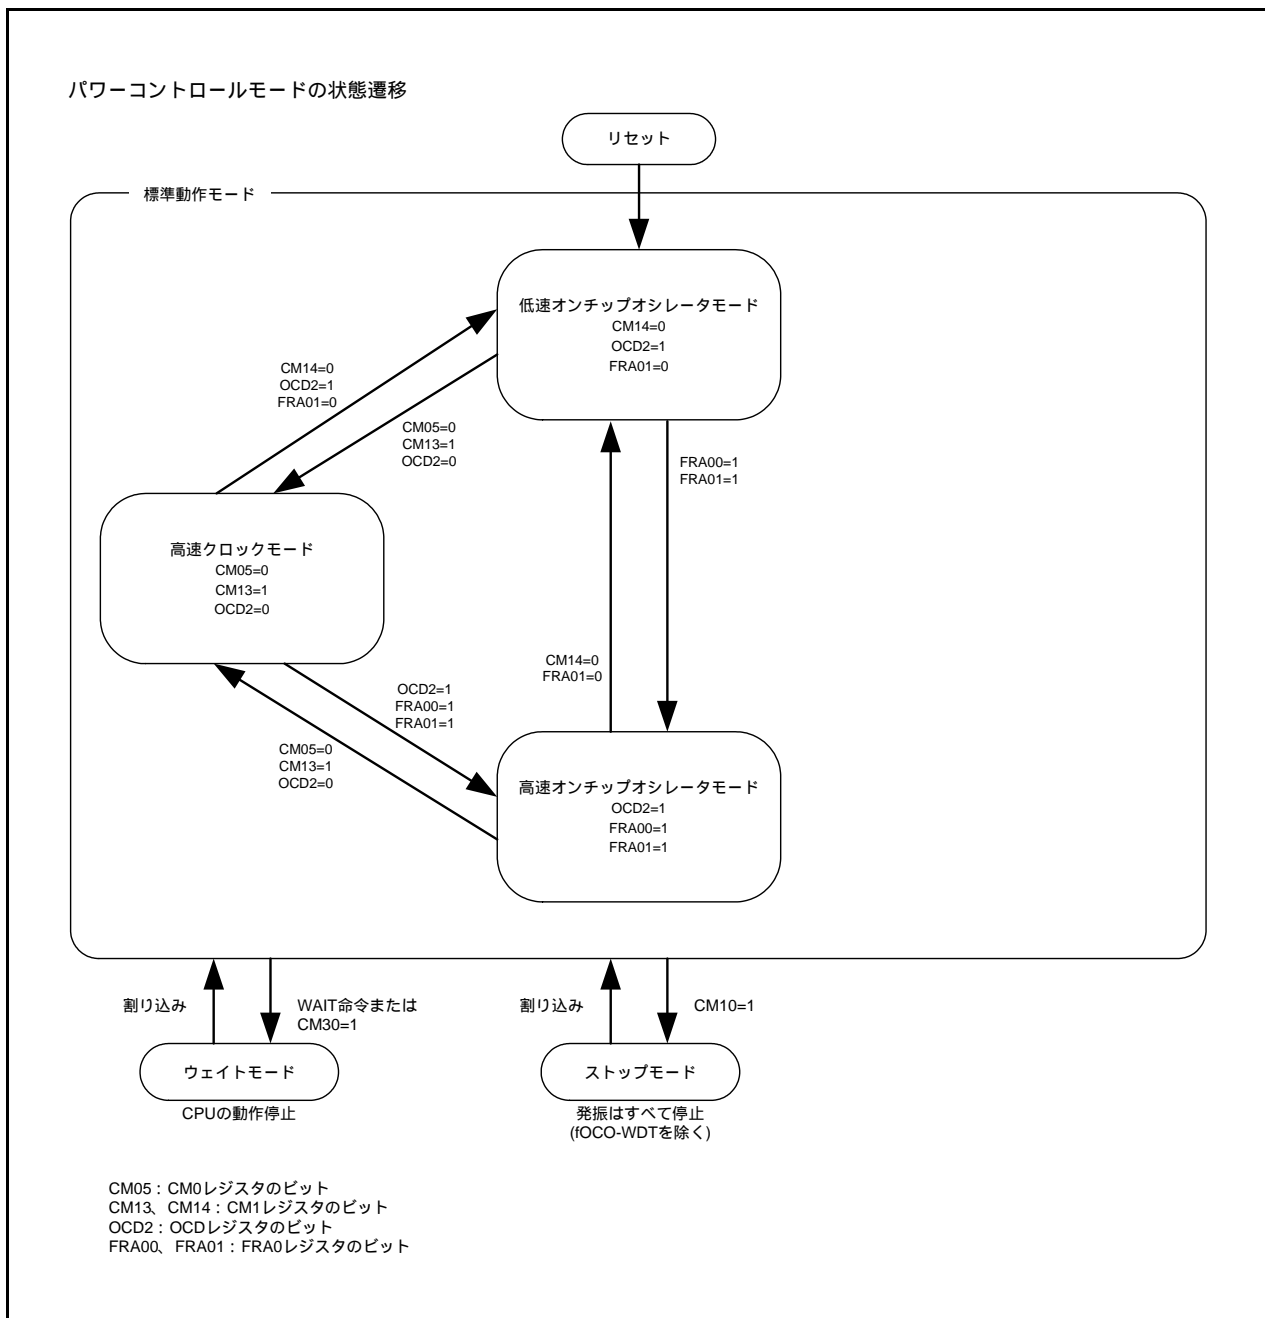 パワーコントロールモードの状態遷移
リセット
標準動作モード
低速オンチップオシレータモード
CM14=0
OCD2=1
FRA01=0
CM14=0
OCD2=1
FRA01=0
CM05=0
CM13=1
OCD2=0
FRA00=1
FRA01=1
高速クロックモード
CM05=0
CM13=1
OCD2=0
CM14=0
FRA01=0
OCD2=1
FRA00=1
FRA01=1
CM05=0
CM13=1
OCD2=0
高速オンチップオシレータモード
OCD2=1
FRA00=1
FRA01=1
割り込み
WAIT命令または
CM30=1
割り込み
CM10=1
ウェイトモード
CPUの動作停止
ストップモード
発振はすべて停止
(fOCO-WDTを除く)
CM05：CM0レジスタのビット
CM13、CM14：CM1レジスタのビット
OCD2：OCDレジスタのビット
FRA00、FRA01：FRA0レジスタのビット